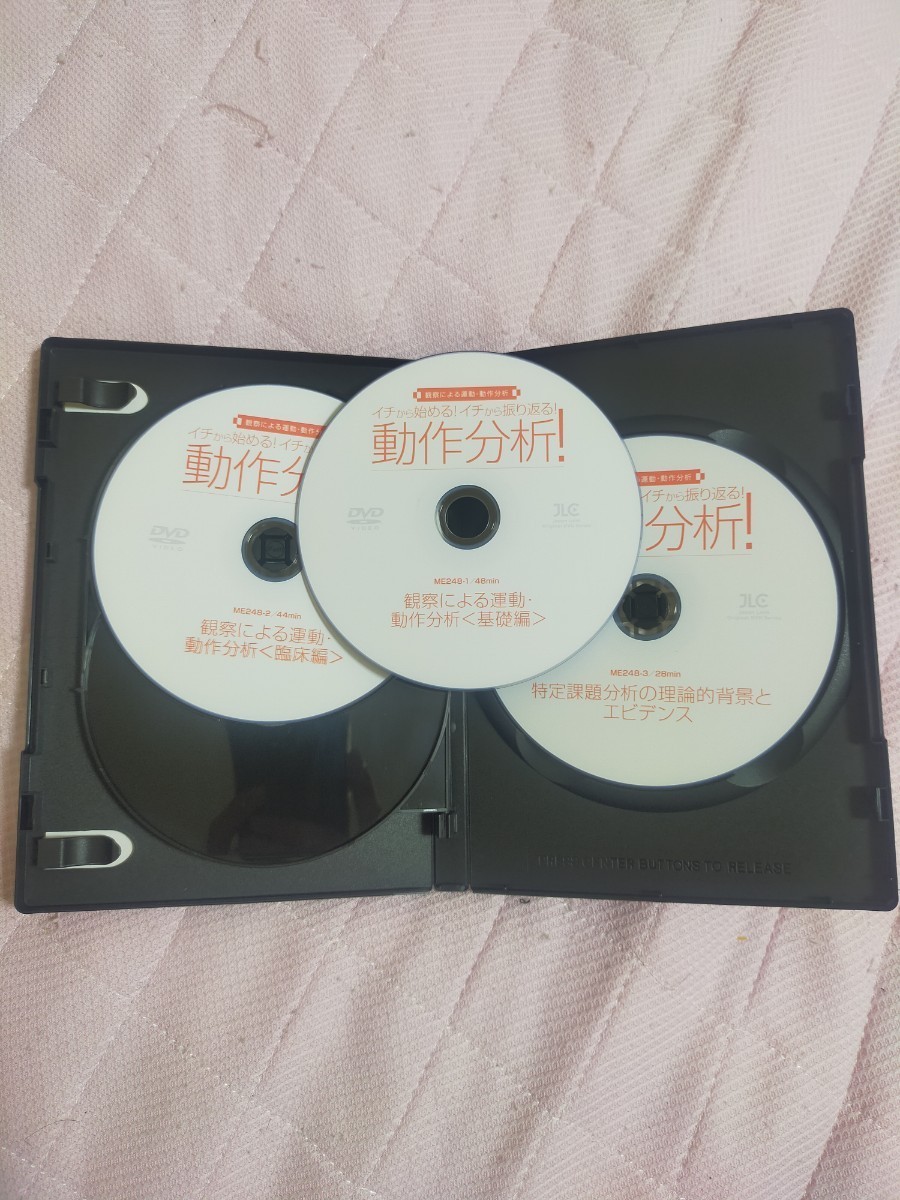 観察による運動・動作分析
イチから始める！イチから振り返る！
動作分析！
DVD
VIDEO
JLC
ME248-1／48min
観察による運動・
動作分析＜基礎編＞
観察による運動・動作分
イチから始める！イチ
動作分
DVD
VIDEO
ME248-2／44min
観察による運動・
動作分析＜臨床編＞
運動・動作分析
イチから振り返る！
分析！
JLC
ME248-3／28min
特定課題分析の理論的背景と
エビデンス
BUTTONS TO RELEASE